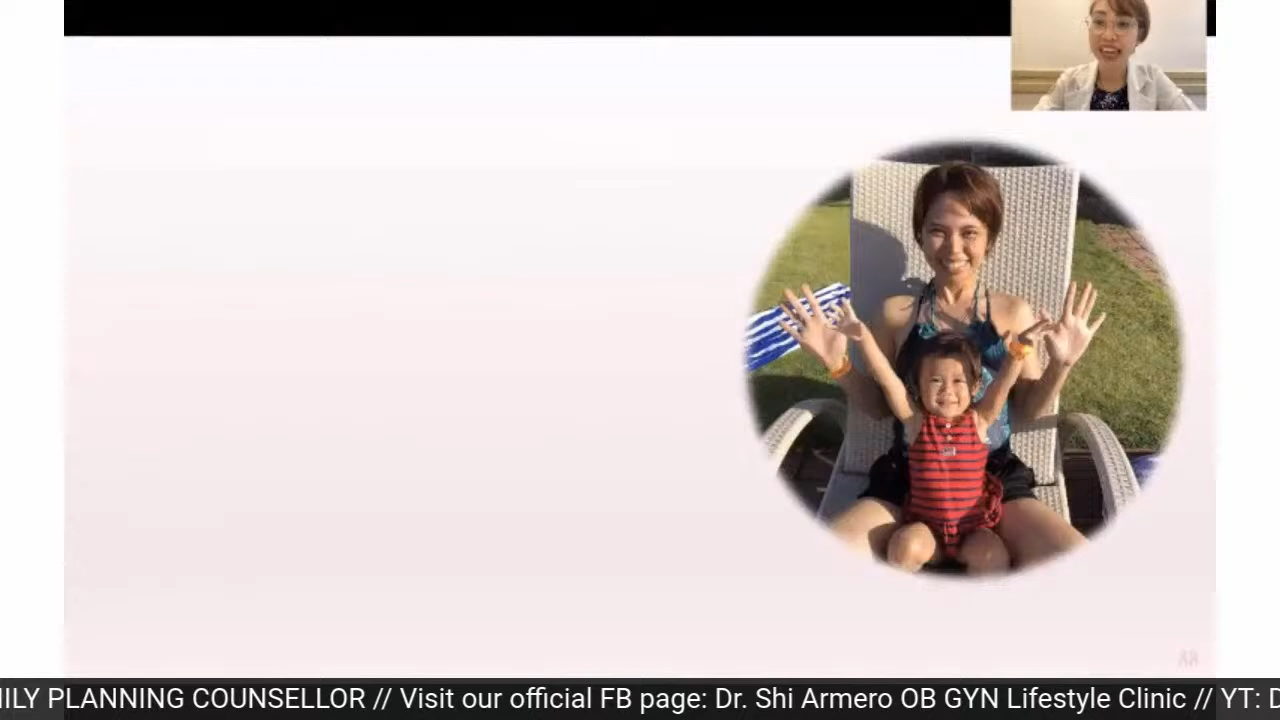 ILY PLANNING COUNSELLOR // Visit our official FB page: Dr. Shi Armero OB GYN Lifestyle Clinic // YT: D